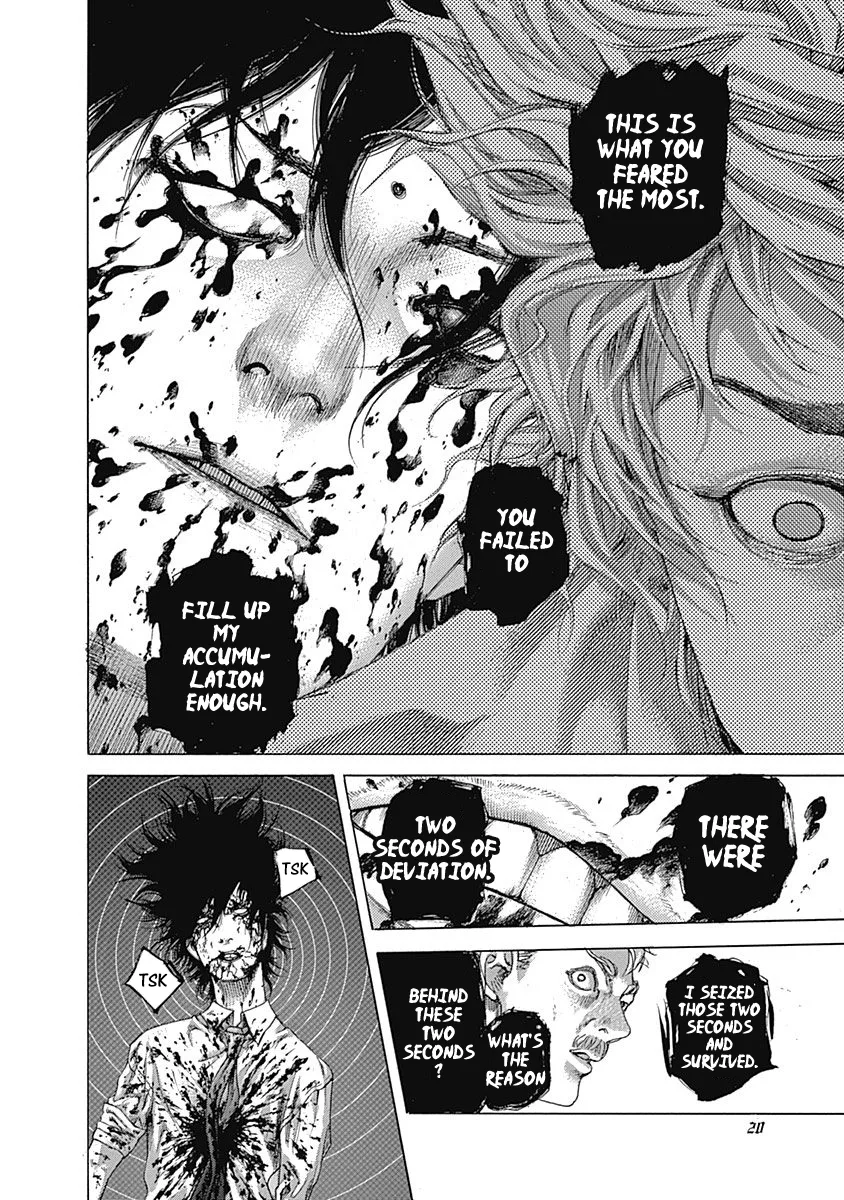 THIS IS
WHAT YOU
FEARED
THE MOST.
YOU
FAILED
TO
FILL UP
MY
ACCUMU-
LATION
ENOUGH.
THERE
WERE
TWO
SECONDS OF
DEVIATION.
I SEIZED
THOSE TWO
SECONDS
AND
SURVIVED.
WHAT'S
THE
REASON
BEHIND
THESE
TWO
SECONDS
?
TSK
TSK
20